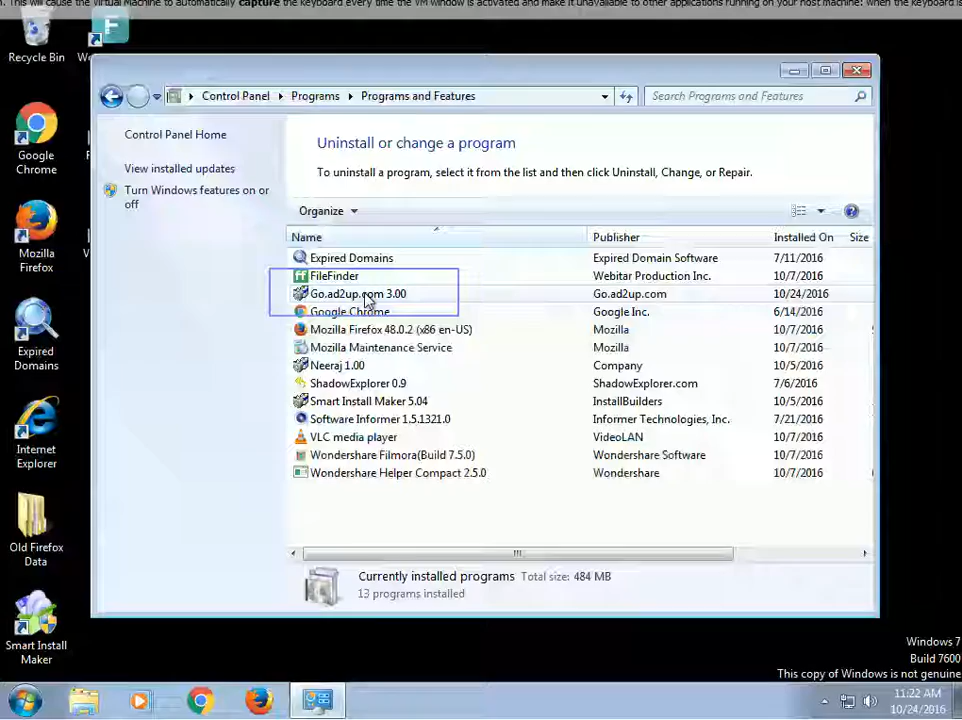 n. This will cause the Virtual Machine to automatically capture the keyboard every time the VM window is activated and make it unavailable to other applications running on your host machine: when the keyboard is
Recycle Bin
Google Chrome
Mozilla Firefox
Expired Domains
Internet Explorer
Old Firefox Data
Smart Install Maker
Control Panel Programs Programs and Features
Search Programs and Features
Control Panel Home
View installed updates
Turn Windows features on or off
Uninstall or change a program
To uninstall a program, select it from the list and then click Uninstall, Change, or Repair.
Organize
Name Publisher Installed On Size
Expired Domains Expired Domain Software 7/11/2016
FileFinder Webitar Production Inc. 10/7/2016
Go.ad2up.com 3.00 Go.ad2up.com 10/24/2016
Google Chrome Google Inc. 6/14/2016
Mozilla Firefox 48.0.2 (x86 en-US) Mozilla 10/7/2016
Mozilla Maintenance Service Mozilla 10/7/2016
Neeraj 1.00 Company 10/5/2016
ShadowExplorer 0.9 ShadowExplorer.com 7/6/2016
Smart Install Maker 5.04 InstallBuilders 10/5/2016
Software Informer 1.5.1321.0 Informer Technologies, Inc. 7/21/2016
VLC media player VideoLAN 10/7/2016
Wondershare Filmora(Build 7.5.0) Wondershare Software 10/7/2016
Wondershare Helper Compact 2.5.0 Wondershare 10/7/2016
Currently installed programs Total size: 484 MB
13 programs installed
Windows 7
Build 7600
This copy of Windows is not genuine
11:22 AM
10/24/2016